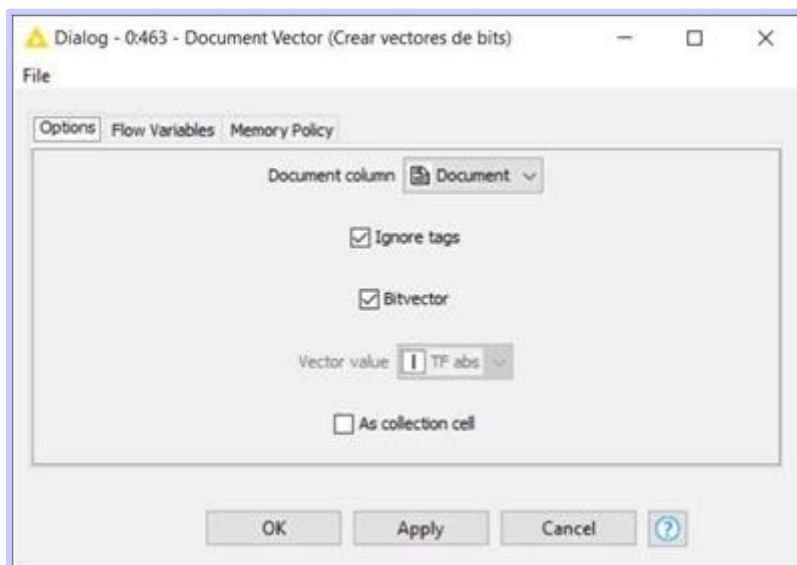 Dialog - 0:463 - Document Vector (Crear vectores de bits)
File
Options Flow Variables Memory Policy
Document column Document
Ignore tags
Bitvector
Vector value I TF abs
As collection cell
OK Apply Cancel ?